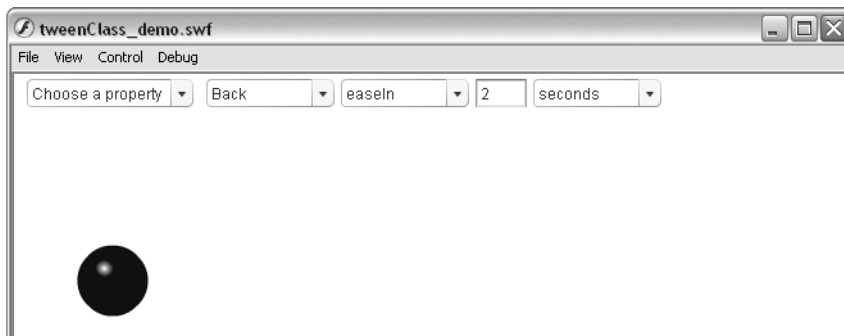 tweenClass_demo.swf
File View Control Debug
Choose a property Back easeIn 2 seconds